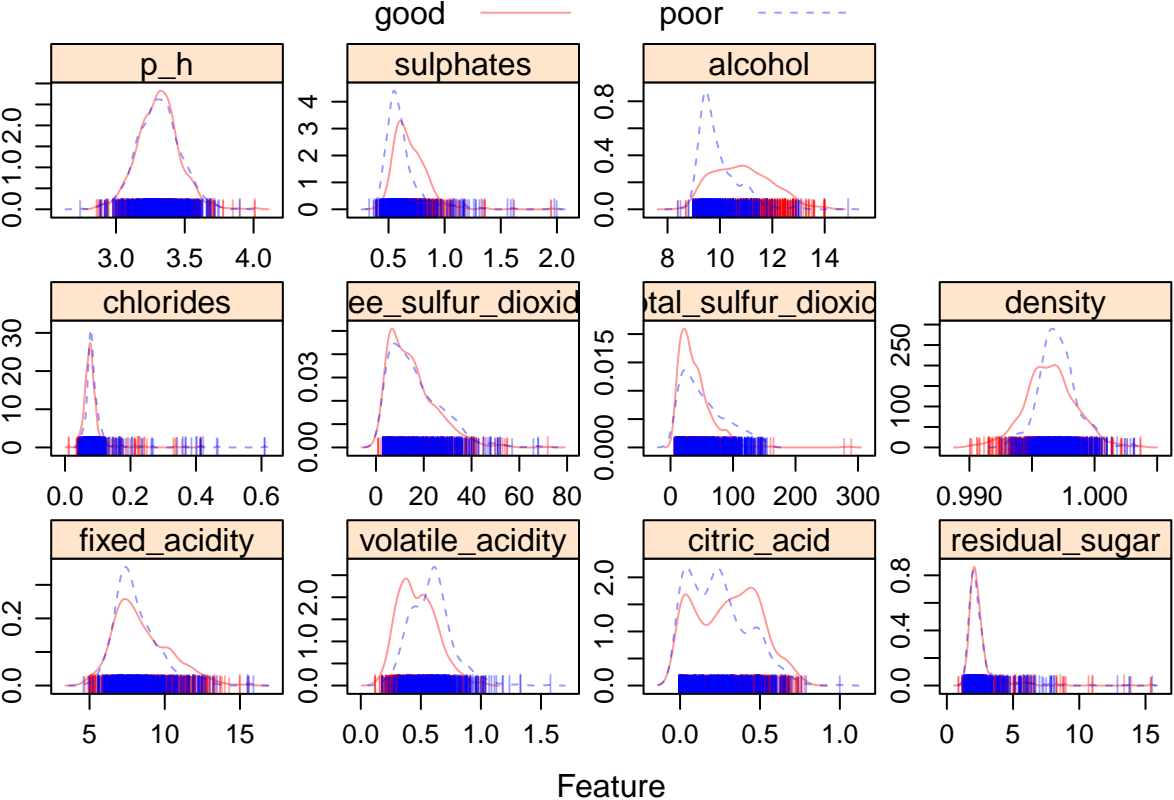 good poor
p_h sulphates alcohol
0.0 1.0 2.0
0 1 2 3 4
0.0 0.4 0.8
3.0 3.5 4.0
0.5 1.0 1.5 2.0
8 10 12 14
chlorides ee_sulfur_dioxid otal_sulfur_dioxid density
0 10 20 30
0.00 0.03
0.000 0.015
0 100 250
0.0 0.2 0.4 0.6
0 20 40 60 80
0 100 200 300
0.990 1.000
fixed_acidity volatile_acidity citric_acid residual_sugar
0.0 0.2
0.0 1.0 2.0
0.0 1.0 2.0
0.0 0.4 0.8
5 10 15
0.0 0.5 1.0 1.5
0.0 0.5 1.0
0 5 10 15
Feature